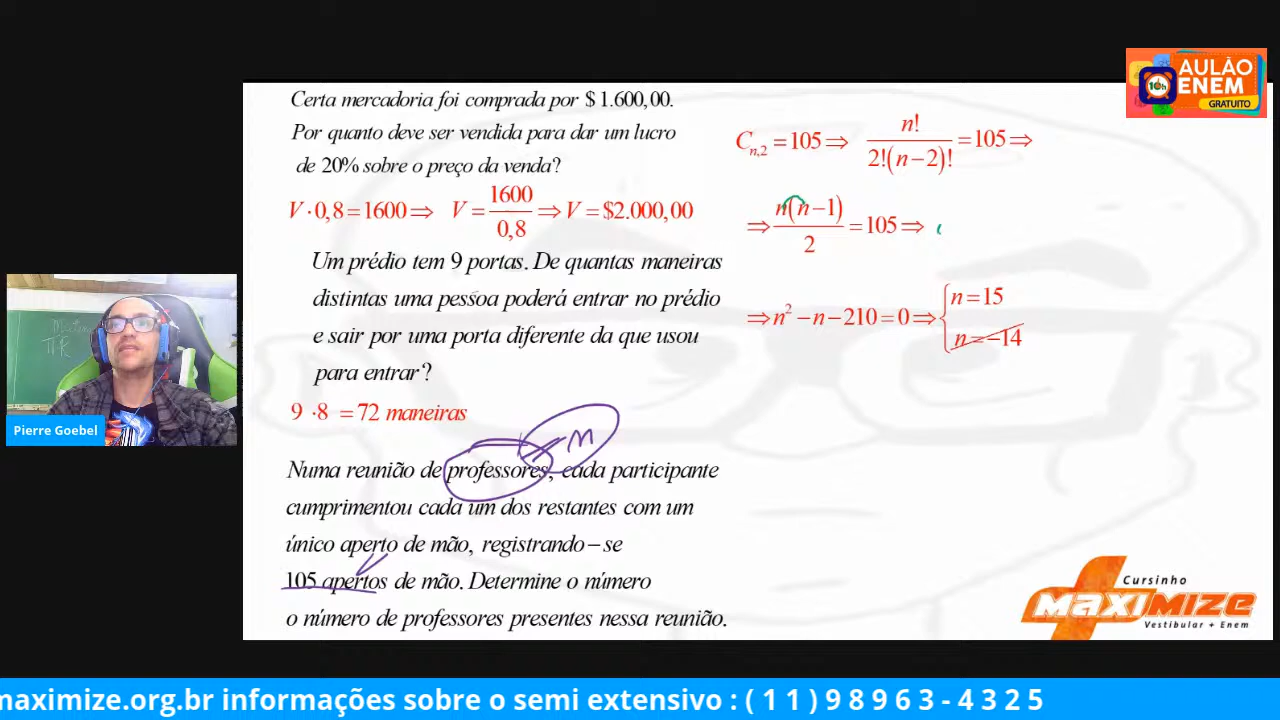 AULÃO
ENEM
GRATUITO
10h
Certa mercadoria foi comprada por $ 1.600,00.
Por quanto deve ser vendida para dar um lucro
de 20% sobre o preço da venda?
V · 0,8 = 1600 ⇒ V = 1600/0,8 ⇒ V = $2.000,00
Um prédio tem 9 portas. De quantas maneiras
distintas uma pessoa poderá entrar no prédio
e sair por uma porta diferente da que usou
para entrar?
9 · 8 = 72 maneiras
= n
Numa reunião de professores, cada participante
cumprimentou cada um dos restantes com um
único aperto de mão, registrando – se
105 apertos de mão. Determine o número
o número de professores presentes nessa reunião.
C n,2 = 105 ⇒ n!/2!(n – 2)! = 105 ⇒
⇒ n(n – 1)/2 = 105 ⇒
⇒ n² – n – 210 = 0 ⇒ { n = 15
n = –14
Pierre Goebel
Cursinho
MAXIMIZE
Vestibular + Enem
maximize.org.br informações sobre o semi extensivo : ( 1 1 ) 9 8 9 6 3 - 4 3 2 5